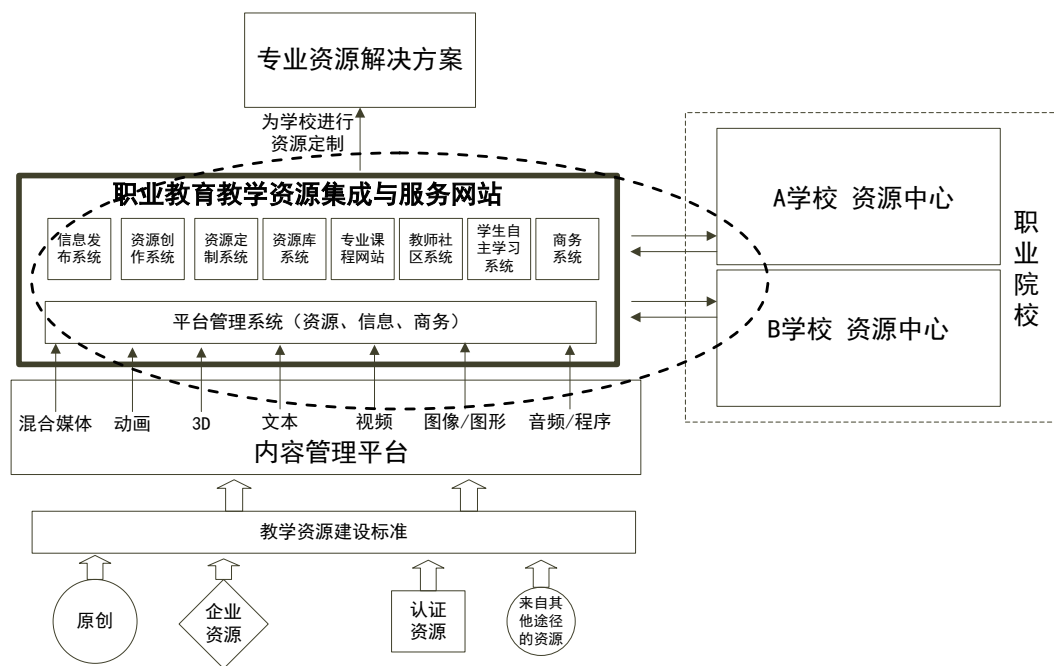 专业资源解决方案
为学校进行
资源定制
职业教育教学资源集成与服务网站
信息发
布系统
资源创
作系统
资源定
制系统
资源库
系统
专业课
程网站
教师社
区系统
学生自
主学习
系统
商务
系统
平台管理系统（资源、信息、商务）
A学校 资源中心
B学校 资源中心
职业院校
混合媒体
动画
3D
文本
视频
图像/图形
音频/程序
内容管理平台
教学资源建设标准
原创
企业
资源
认证
资源
来自其
他途径
的资源